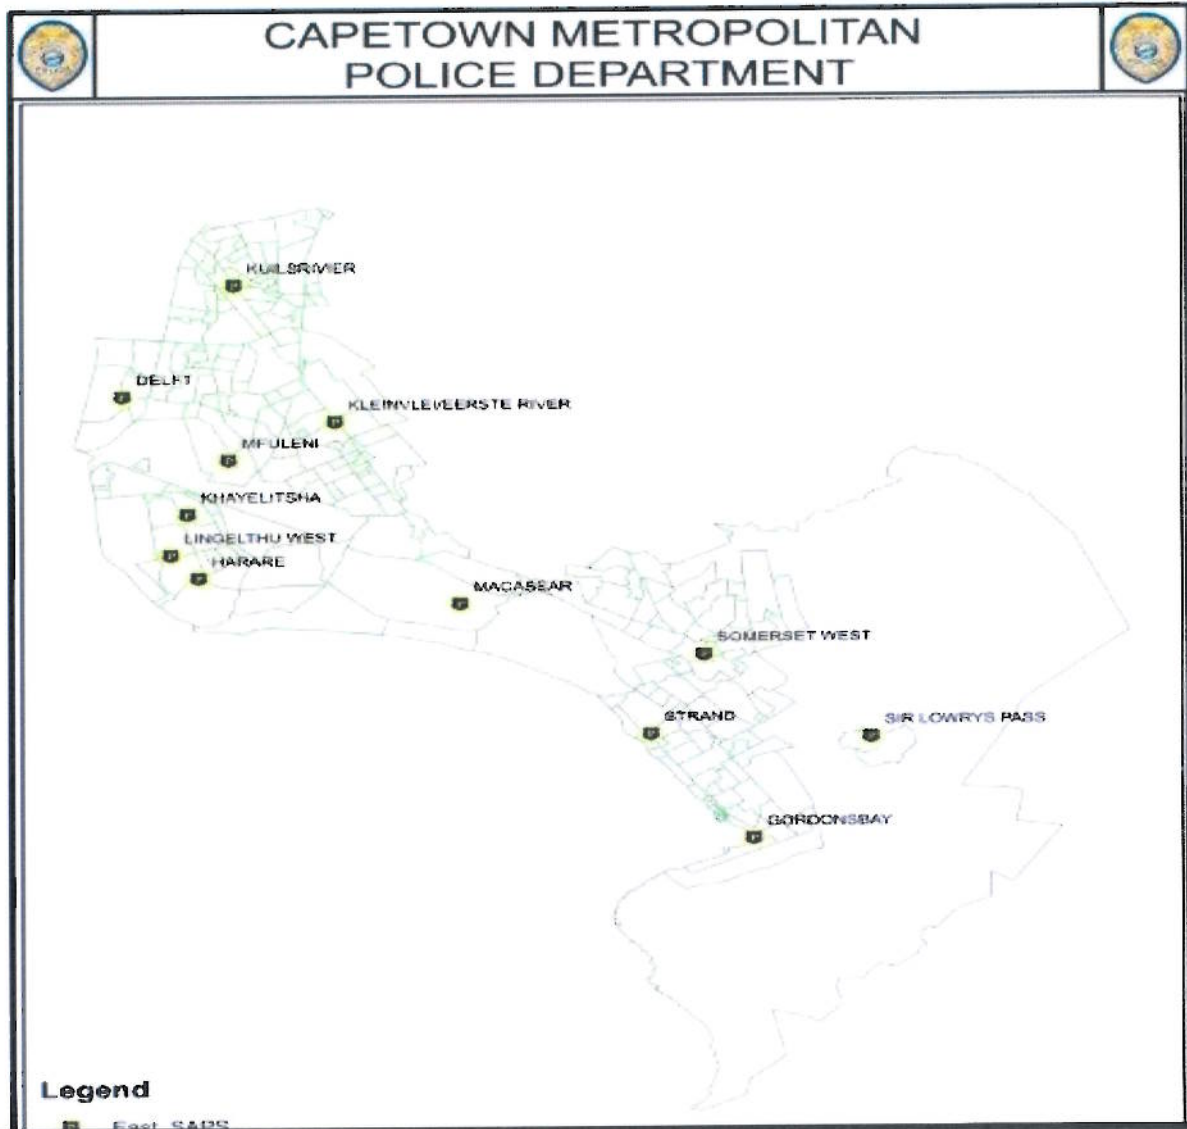 CAPETOWN METROPOLITAN
POLICE DEPARTMENT
KUILSRIVIER
DELFT
KLEINVLEI/EERSTE RIVER
MFULENI
KHAYELITSHA
LINGELTHU WEST
HARARE
MACASSAR
SOMERSET WEST
STRAND
SIR LOWRYS PASS
GORDONSBAY
Legend
East_SAPS